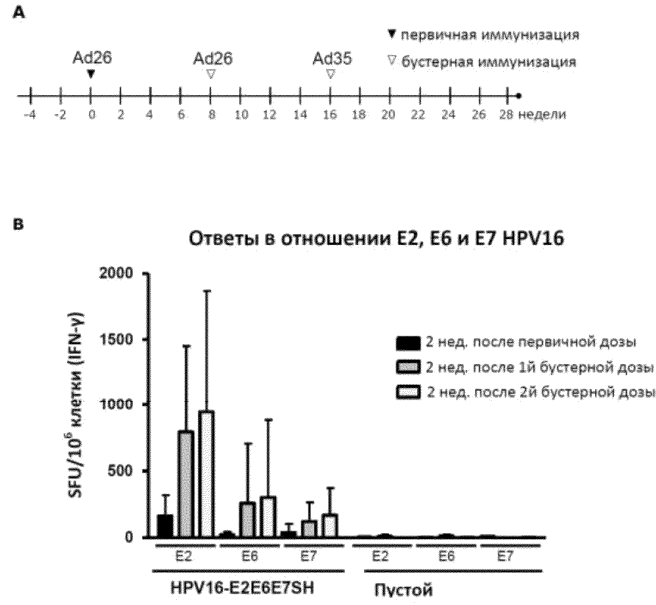 A
▼ первичная иммунизация
Ad26 Ad26 Ad35 ▽ бустерная иммунизация
-4 -2 0 2 4 6 8 10 12 14 16 18 20 22 24 26 28 недели
B
Ответы в отношении E2, E6 и E7 HPV16
SFU/10⁶ клетки (IFN-γ)
2000
1500
1000
500
0
2 нед. после первичной дозы
2 нед. после 1й бустерной дозы
2 нед. после 2й бустерной дозы
E2 E6 E7 E2 E6 E7
HPV16-E2E6E7SH Пустой